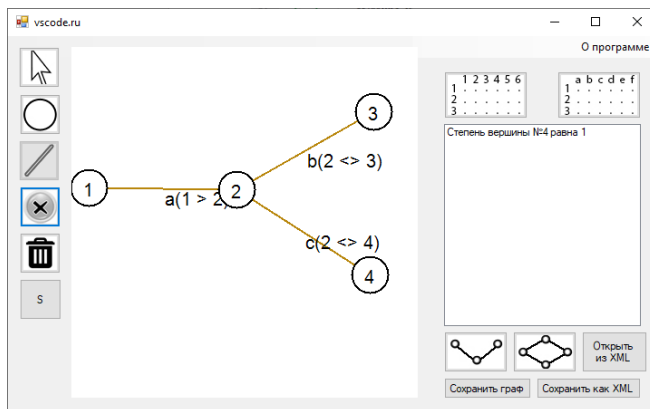 vscode.ru
О программе
1 2 3 4 5 6
1 . . . . . .
2 . . . . . .
3 . . . . . .
a b c d e f
1 . . . . . .
2 . . . . . .
3 . . . . . .
Степень вершины №4 равна 1
3
b(2 <> 3)
1
2
a(1 > 2)
c(2 <> 4)
4
S
Открыть
из XML
Сохранить граф
Сохранить как XML